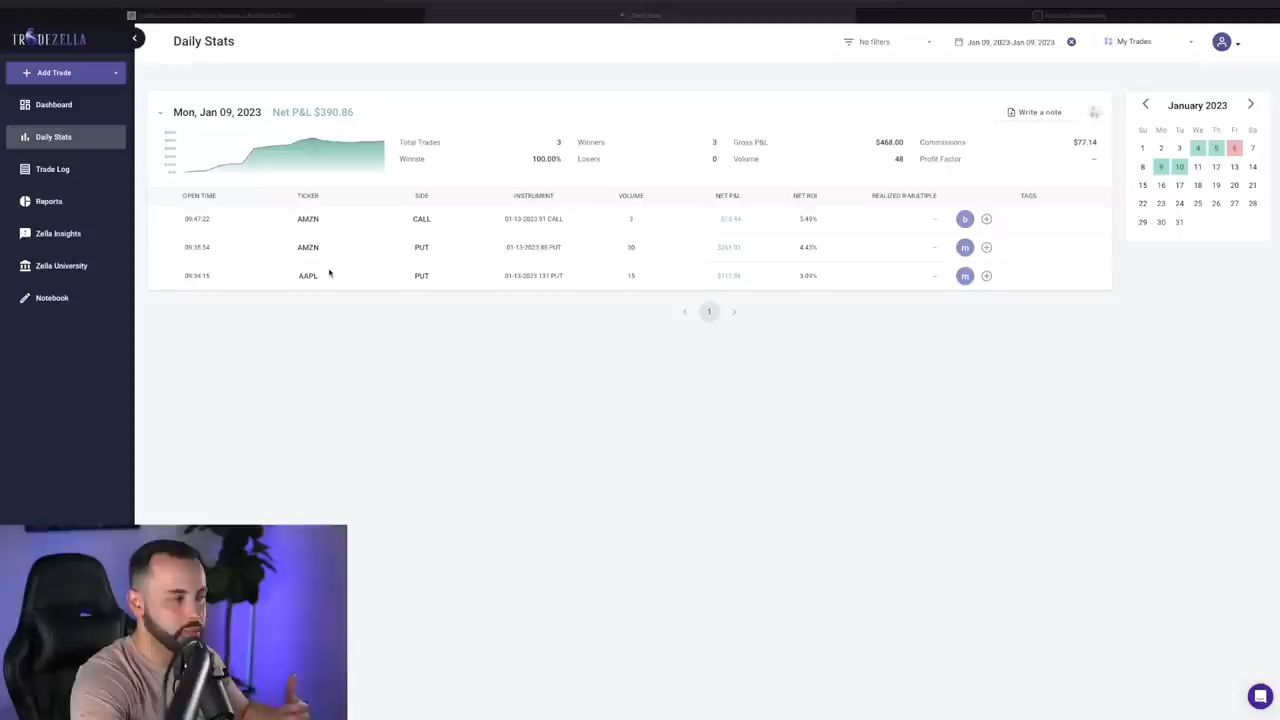 TRADEZELLA
Daily Stats
No filters
Jan 09, 2023-Jan 09, 2023
My Trades
Add Trade
Dashboard
Daily Stats
Trade Log
Reports
Zella Insights
Zella University
Notebook
Mon, Jan 09, 2023 Net P&L $390.86
Write a note
Total Trades 3 Winners 3 Gross P&L $468.00 Commissions $77.14
Winrate 100.00% Losers 0 Volume 48 Profit Factor --
OPEN TIME TICKER SIDE INSTRUMENT VOLUME NET P&L NET ROI REALIZED R-MULTIPLE TAGS
09:47:22 AMZN CALL 01-13-2023 91 CALL 3 5.49% -- b
09:35:54 AMZN PUT 01-13-2023 88 PUT 30 $261.03 4.43% -- m
09:34:15 AAPL PUT 01-13-2023 131 PUT 15 3.09% -- m
1
January 2023
Su Mo Tu We Th Fr Sa
1 2 3 4 5 6 7
8 9 10 11 12 13 14
15 16 17 18 19 20 21
22 23 24 25 26 27 28
29 30 31